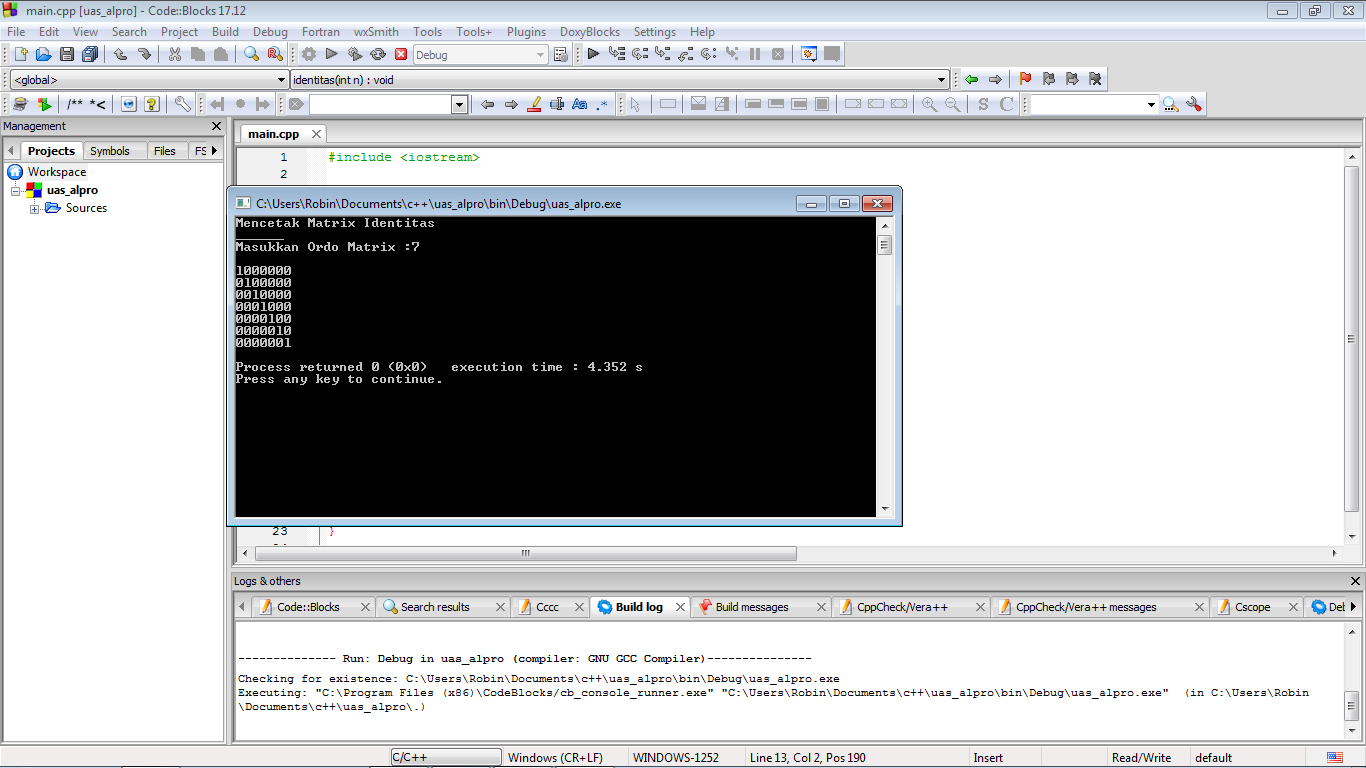 main.cpp [uas_alpro] - Code::Blocks 17.12
File Edit View Search Project Build Debug Fortran wxSmith Tools Tools+ Plugins DoxyBlocks Settings Help
Debug
<global> identitas(int n) : void
/** *< Aa .* S C
Management
Projects Symbols Files FS
Workspace
uas_alpro
Sources
main.cpp
1 #include <iostream>
2
C:\Users\Robin\Documents\c++\uas_alpro\bin\Debug\uas_alpro.exe
Mencetak Matrix Identitas
______
Masukkan Ordo Matrix :7
1000000
0100000
0010000
0001000
0000100
0000010
0000001
Process returned 0 (0x0)   execution time : 4.352 s
Press any key to continue.
23 }
Logs & others
Code::Blocks Search results Cccc Build log Build messages CppCheck/Vera++ CppCheck/Vera++ messages Cscope Det
-------------- Run: Debug in uas_alpro (compiler: GNU GCC Compiler)---------------
Checking for existence: C:\Users\Robin\Documents\c++\uas_alpro\bin\Debug\uas_alpro.exe
Executing: "C:\Program Files (x86)\CodeBlocks/cb_console_runner.exe" "C:\Users\Robin\Documents\c++\uas_alpro\bin\Debug\uas_alpro.exe"  (in C:\Users\Robin
\Documents\c++\uas_alpro\.)
C/C++ Windows (CR+LF) WINDOWS-1252 Line 13, Col 2, Pos 190 Insert Read/Write default